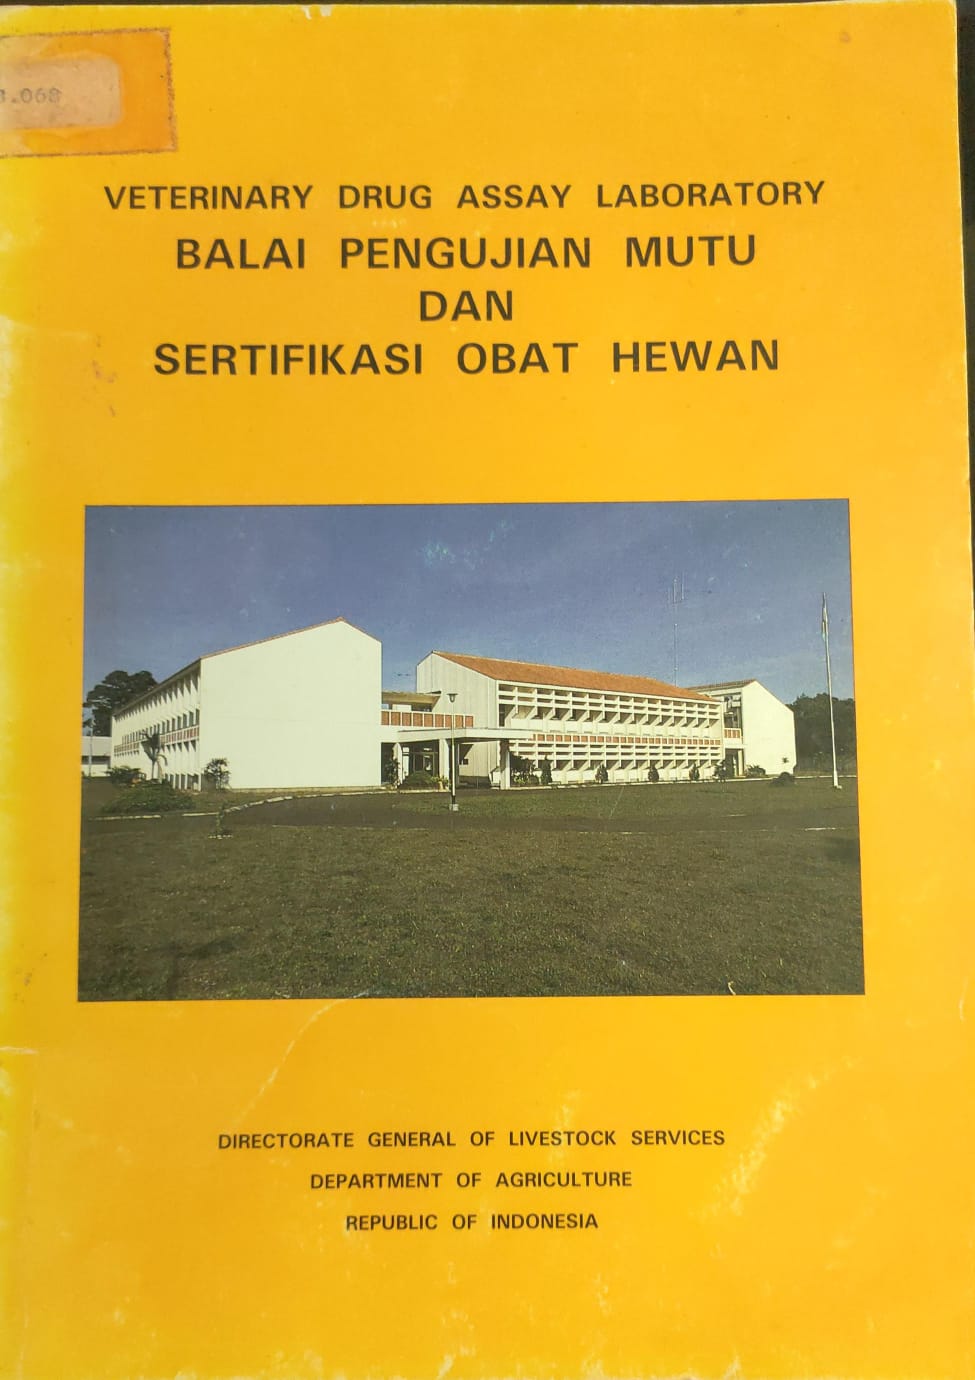 .068
VETERINARY DRUG ASSAY LABORATORY
BALAI PENGUJIAN MUTU
DAN
SERTIFIKASI OBAT HEWAN
DIRECTORATE GENERAL OF LIVESTOCK SERVICES
DEPARTMENT OF AGRICULTURE
REPUBLIC OF INDONESIA